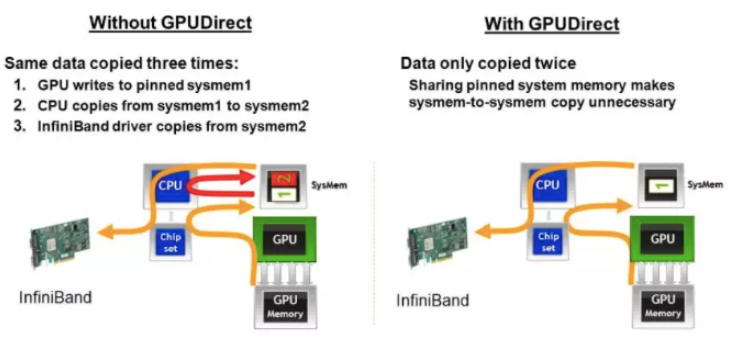 Without GPUDirect
Same data copied three times:
1. GPU writes to pinned sysmem1
2. CPU copies from sysmem1 to sysmem2
3. InfiniBand driver copies from sysmem2
CPU
2
1
SysMem
Chip
set
GPU
InfiniBand
GPU
Memory
With GPUDirect
Data only copied twice
Sharing pinned system memory makes
sysmem-to-sysmem copy unnecessary
CPU
1
SysMem
Chip
set
GPU
InfiniBand
GPU
Memory